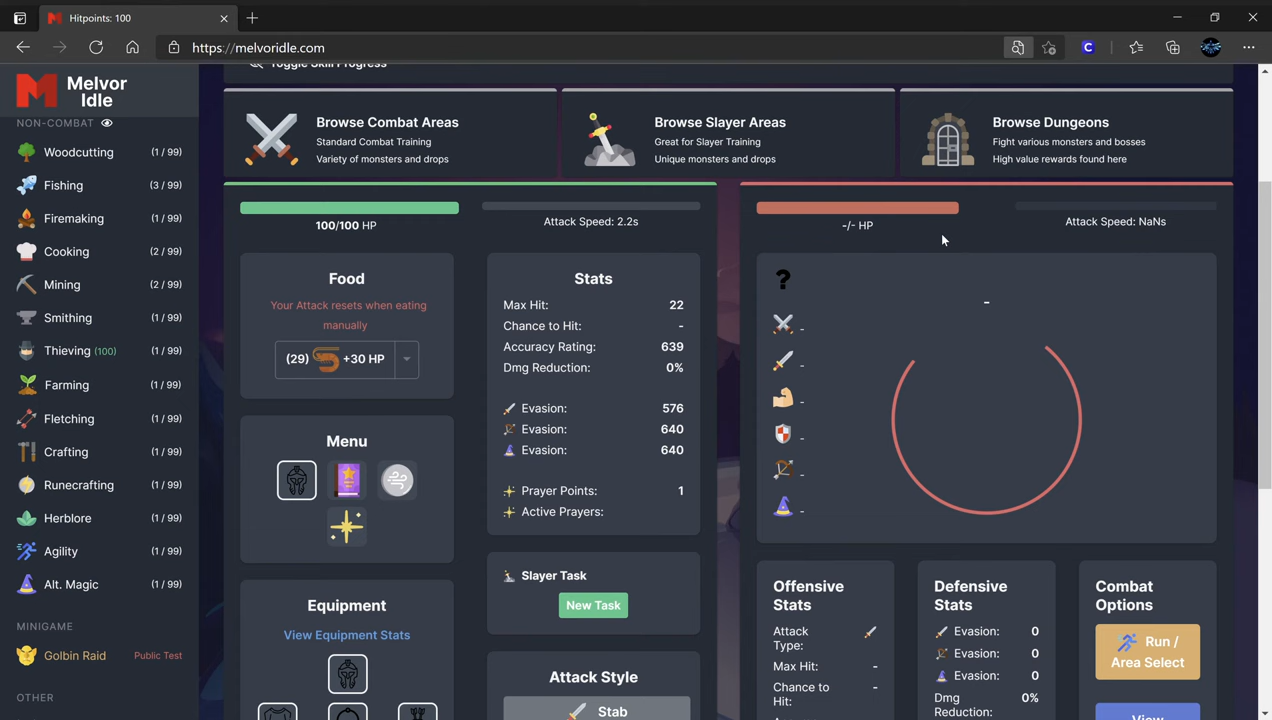 Hitpoints: 100
https://melvoridle.com
Melvor
Idle
NON-COMBAT
Woodcutting (1 / 99)
Fishing (3 / 99)
Firemaking (1 / 99)
Cooking (2 / 99)
Mining (2 / 99)
Smithing (1 / 99)
Thieving (100) (1 / 99)
Farming (1 / 99)
Fletching (1 / 99)
Crafting (1 / 99)
Runecrafting (1 / 99)
Herblore (1 / 99)
Agility (1 / 99)
Alt. Magic (1 / 99)
MINIGAME
Golbin Raid Public Test
OTHER
Toggle Skill Progress
Browse Combat Areas
Standard Combat Training
Variety of monsters and drops
Browse Slayer Areas
Great for Slayer Training
Unique monsters and drops
Browse Dungeons
Fight various monsters and bosses
High value rewards found here
100/100 HP
Attack Speed: 2.2s
Food
Your Attack resets when eating
manually
(29) +30 HP
Menu
Equipment
View Equipment Stats
Stats
Max Hit: 22
Chance to Hit: -
Accuracy Rating: 639
Dmg Reduction: 0%
Evasion: 576
Evasion: 640
Evasion: 640
Prayer Points: 1
Active Prayers:
Slayer Task
New Task
Attack Style
Stab
-/- HP
Attack Speed: NaNs
-
-
-
-
-
-
-
Offensive
Stats
Attack
Type:
Max Hit: -
Chance to -
Hit:
Defensive
Stats
Evasion: 0
Evasion: 0
Evasion: 0
Dmg 0%
Reduction:
Combat
Options
Run /
Area Select
View